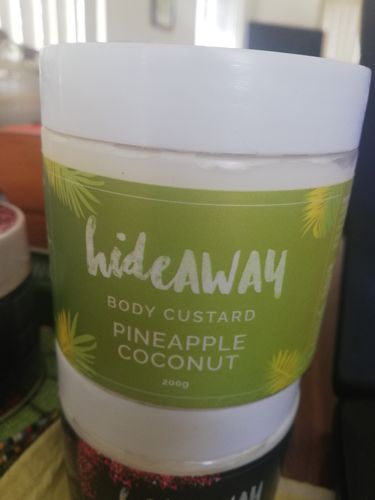 hideAWAY
BODY CUSTARD
PINEAPPLE
COCONUT
200g